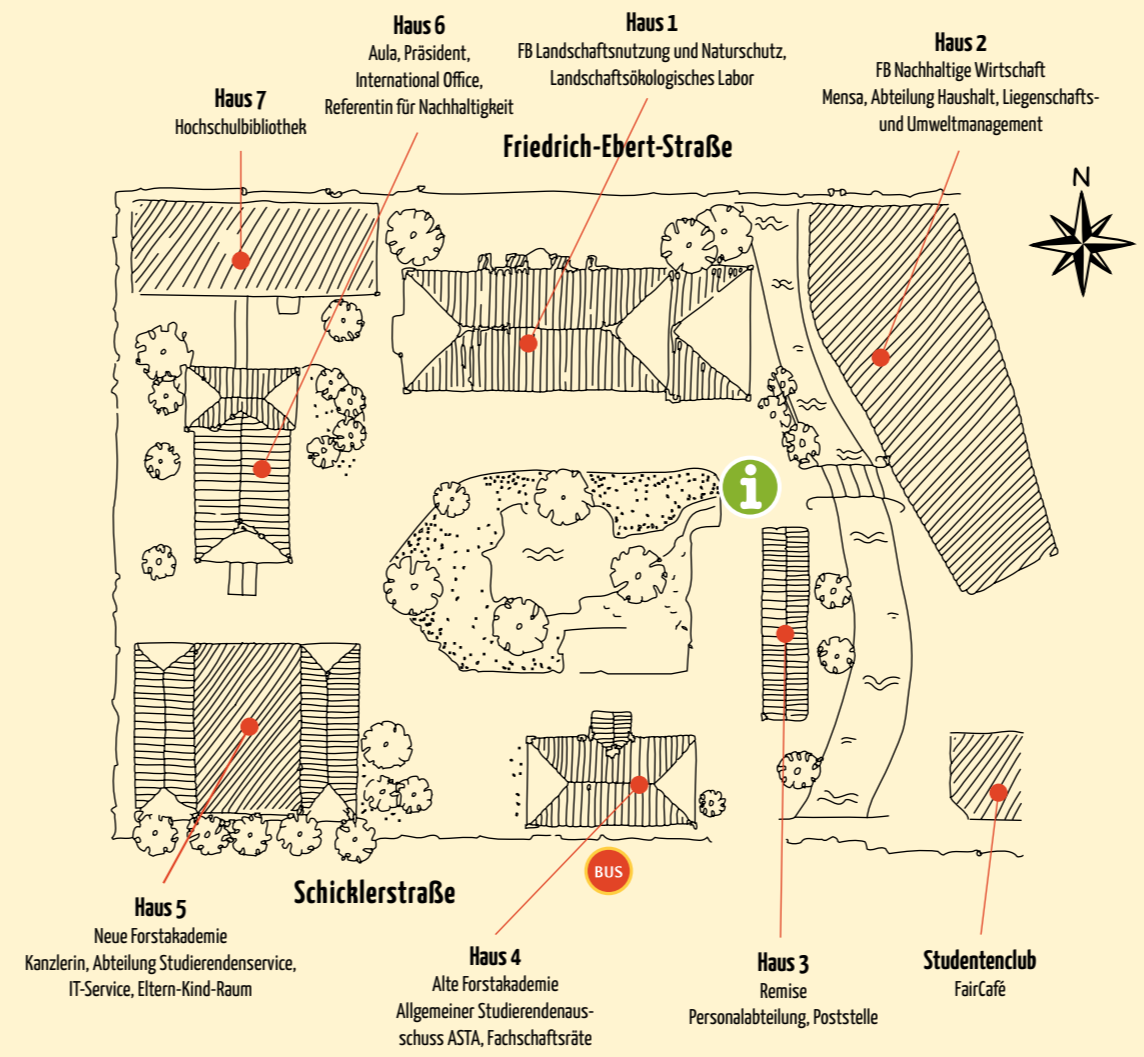 Haus 6
Aula, Präsident,
International Office,
Referentin für Nachhaltigkeit
Haus 1
FB Landschaftsnutzung und Naturschutz,
Landschaftsökologisches Labor
Haus 2
FB Nachhaltige Wirtschaft
Mensa, Abteilung Haushalt, Liegenschafts-
und Umweltmanagement
Haus 7
Hochschulbibliothek
Friedrich-Ebert-Straße
N
i
BUS
Schicklerstraße
Haus 5
Neue Forstakademie
Kanzlerin, Abteilung Studierendenservice,
IT-Service, Eltern-Kind-Raum
Haus 4
Alte Forstakademie
Allgemeiner Studierendenaus-
schuss ASTA, Fachschaftsräte
Haus 3
Remise
Personalabteilung, Poststelle
Studentenclub
FairCafé